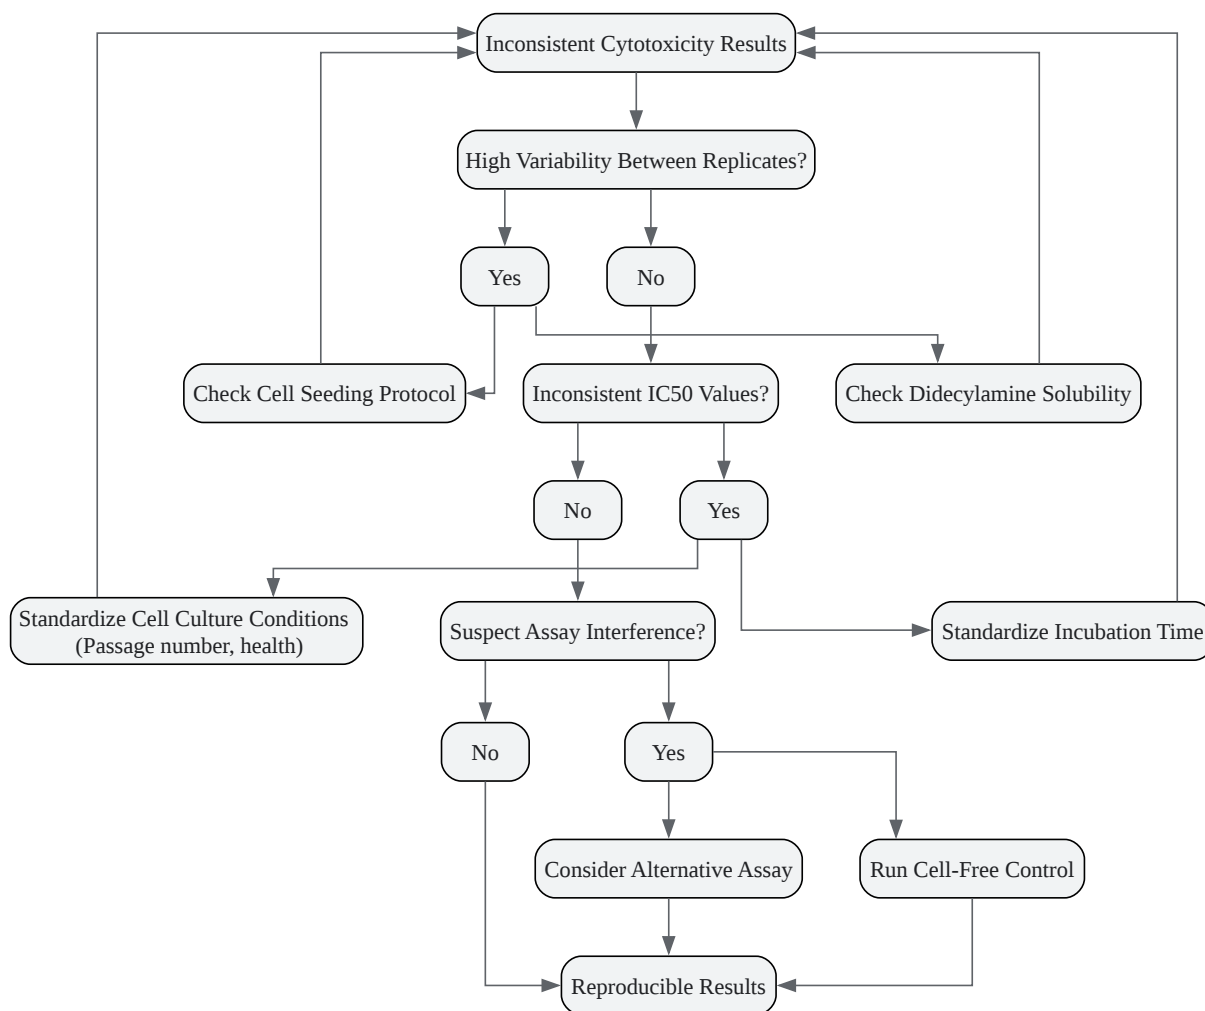 Inconsistent Cytotoxicity Results
High Variability Between Replicates?
Yes
No
Check Cell Seeding Protocol
Inconsistent IC50 Values?
Check Didecylamine Solubility
No
Yes
Standardize Cell Culture Conditions
(Passage number, health)
Suspect Assay Interference?
Standardize Incubation Time
No
Yes
Consider Alternative Assay
Run Cell-Free Control
Reproducible Results